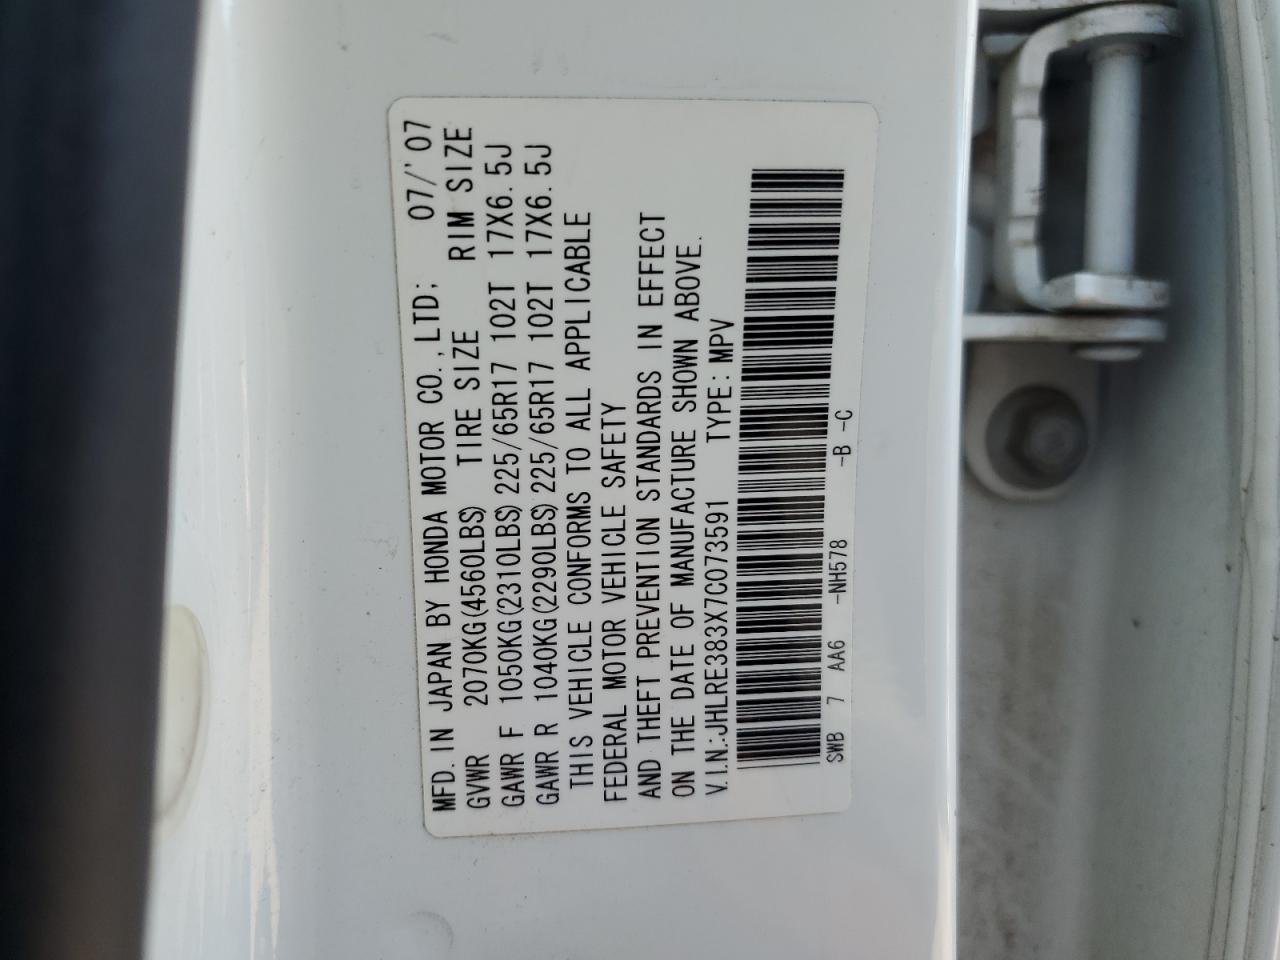 MFD. IN JAPAN BY HONDA MOTOR CO., LTD; 07/'07
GVWR 2070KG(4560LBS) TIRE SIZE RIM SIZE
GAWR F 1050KG(2310LBS) 225/65R17 102T 17X6.5J
GAWR R 1040KG(2290LBS) 225/65R17 102T 17X6.5J
THIS VEHICLE CONFORMS TO ALL APPLICABLE
FEDERAL MOTOR VEHICLE SAFETY
AND THEFT PREVENTION STANDARDS IN EFFECT
ON THE DATE OF MANUFACTURE SHOWN ABOVE.
V.I.N.:JHLRE383X7C073591 TYPE:MPV
SWB 7 AA6 -NH578 -B -C